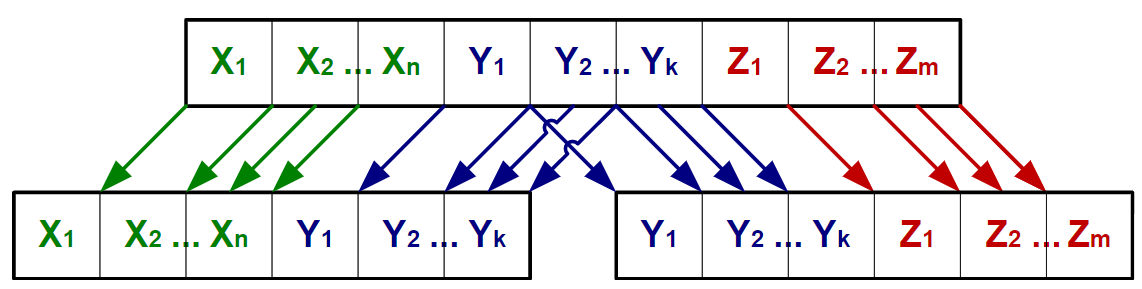 X1 X2 ... Xn Y1 Y2 ... Yk Z1 Z2 ... Zm
X1 X2 ... Xn Y1 Y2 ... Yk
Y1 Y2 ... Yk Z1 Z2 ... Zm